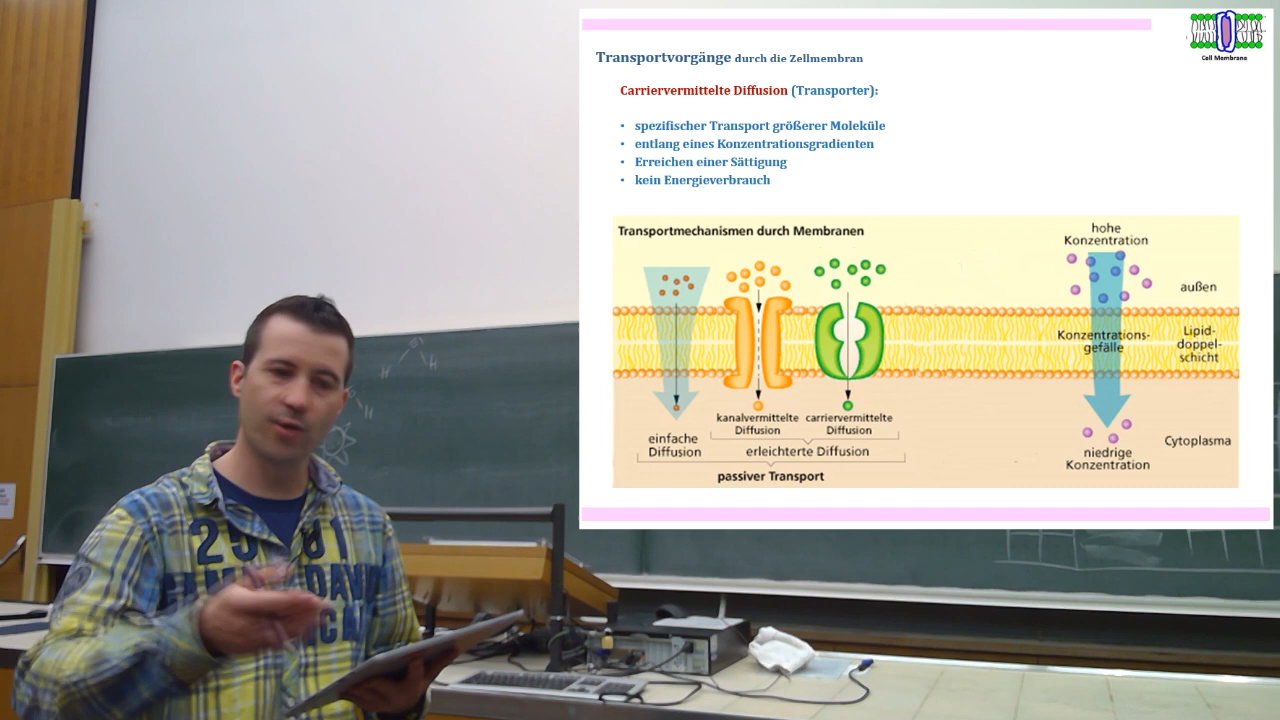 Cell Membrane
Transportvorgänge durch die Zellmembran
Carriervermittelte Diffusion (Transporter):
• spezifischer Transport größerer Moleküle
• entlang eines Konzentrationsgradienten
• Erreichen einer Sättigung
• kein Energieverbrauch
Transportmechanismen durch Membranen
hohe
Konzentration
außen
Konzentrations-
gefälle
Lipid-
doppel-
schicht
kanalvermittelte
Diffusion
carriervermittelte
Diffusion
einfache
Diffusion
erleichterte Diffusion
passiver Transport
Cytoplasma
niedrige
Konzentration
H
H
H
25 01